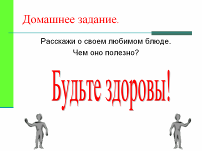 Домашнее задание.
Расскажи о своем любимом блюде.
Чем оно полезно?
Будьте здоровы!